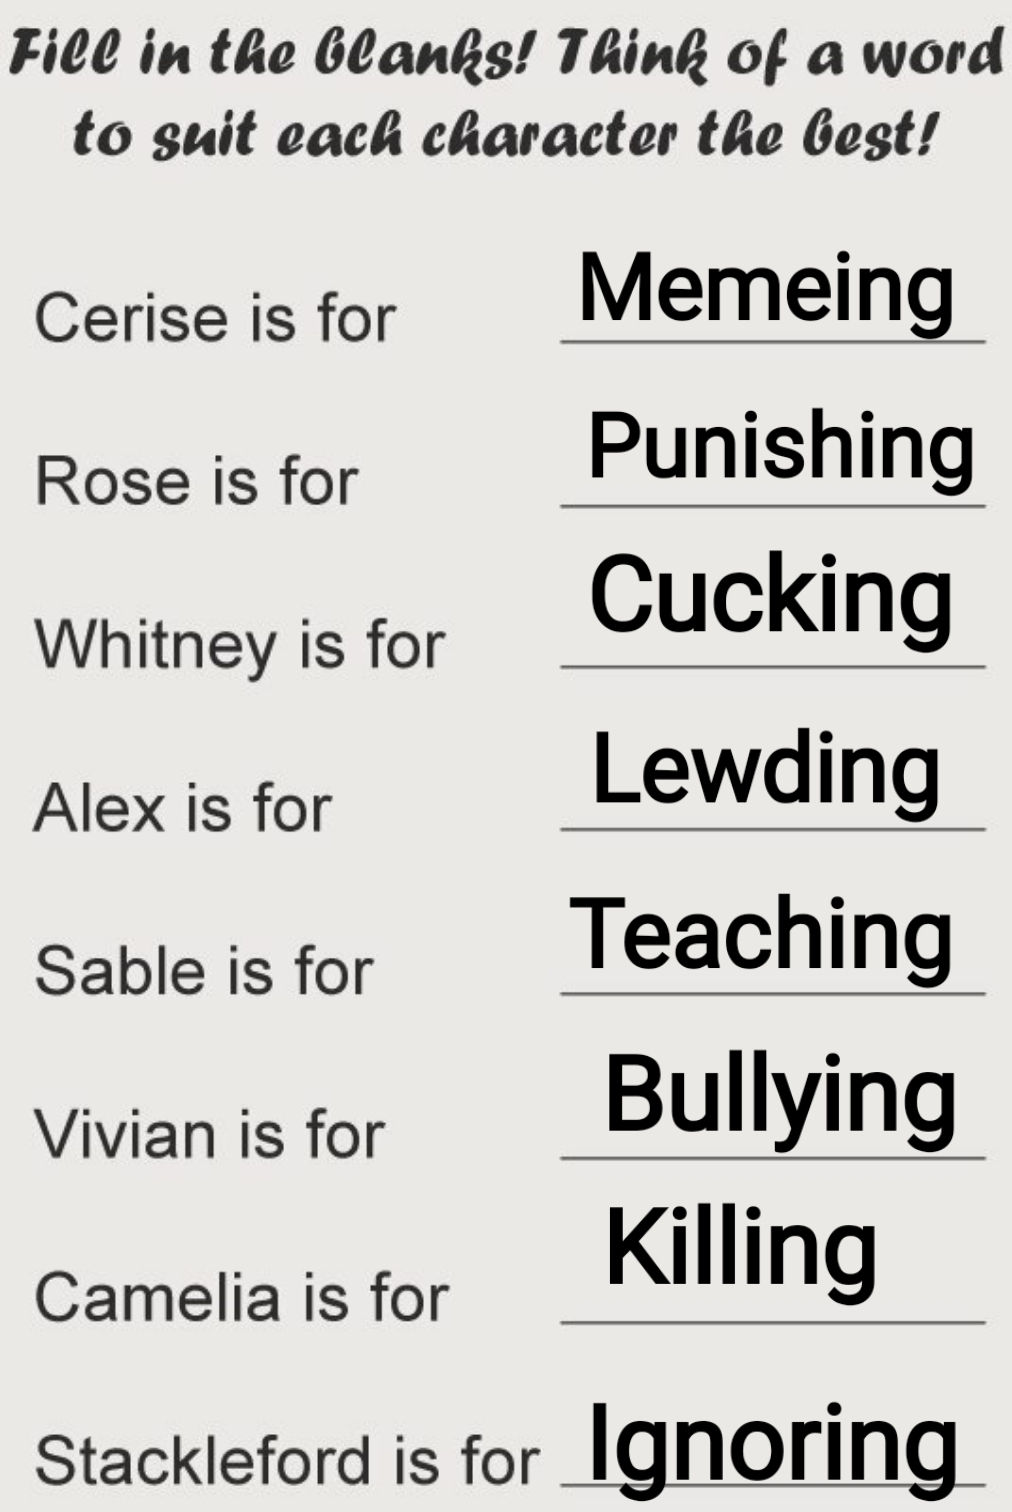 Fill in the blanks! Think of a word
to suit each character the best!
Cerise is for Memeing
Rose is for Punishing
Whitney is for Cucking
Alex is for Lewding
Sable is for Teaching
Vivian is for Bullying
Camelia is for Killing
Stackleford is for Ignoring